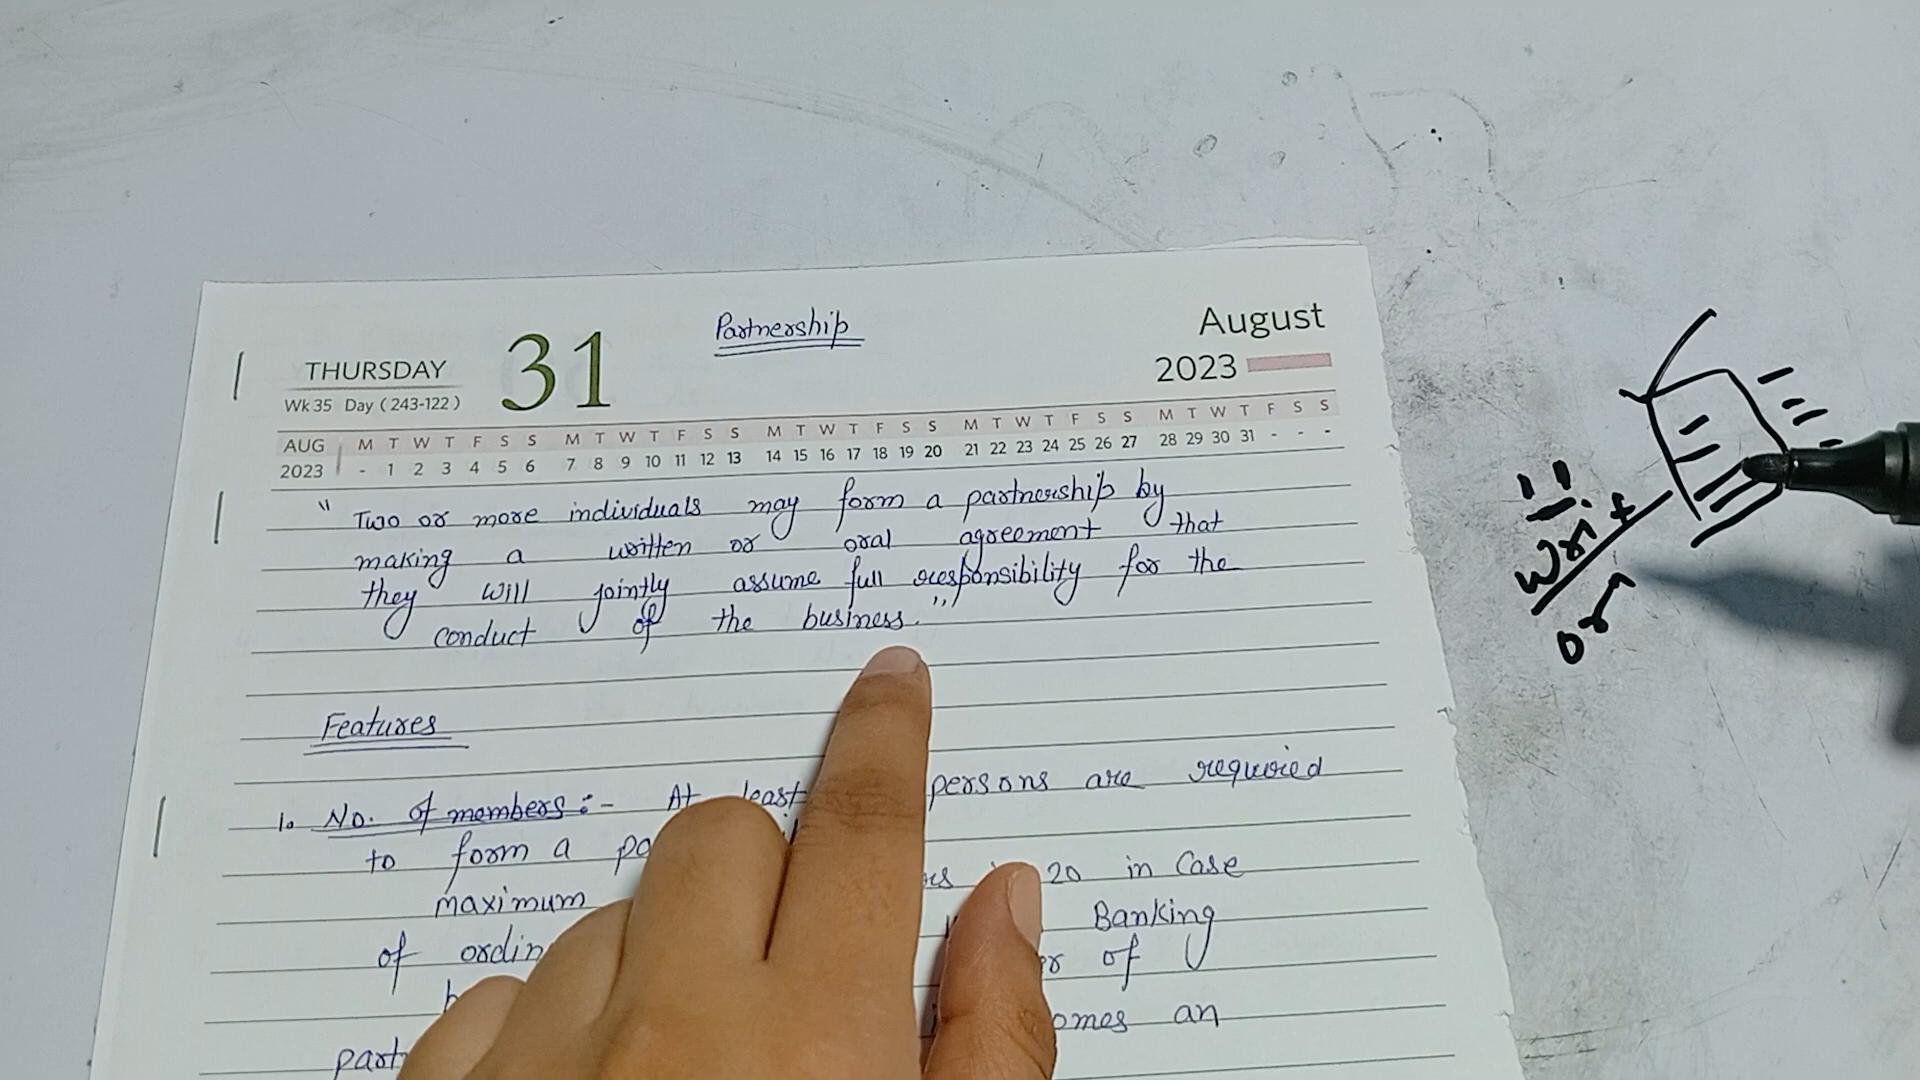 Partnership
August
THURSDAY 31
2023
Wk 35 Day (243-122)
AUG M T W T F S S M T W T F S S M T W T F S S M T W T F S S M T W T F S S
2023 - 1 2 3 4 5 6 7 8 9 10 11 12 13 14 15 16 17 18 19 20 21 22 23 24 25 26 27 28 29 30 31 - - -
" Two or more individuals may form a partnership by
making a written or oral agreement that
they will jointly assume full responsibility for the
conduct of the business."
Features
1. No. of members :- At least persons are required
to form a
maximum 20 in Case
of Banking
of
an
Writ
or